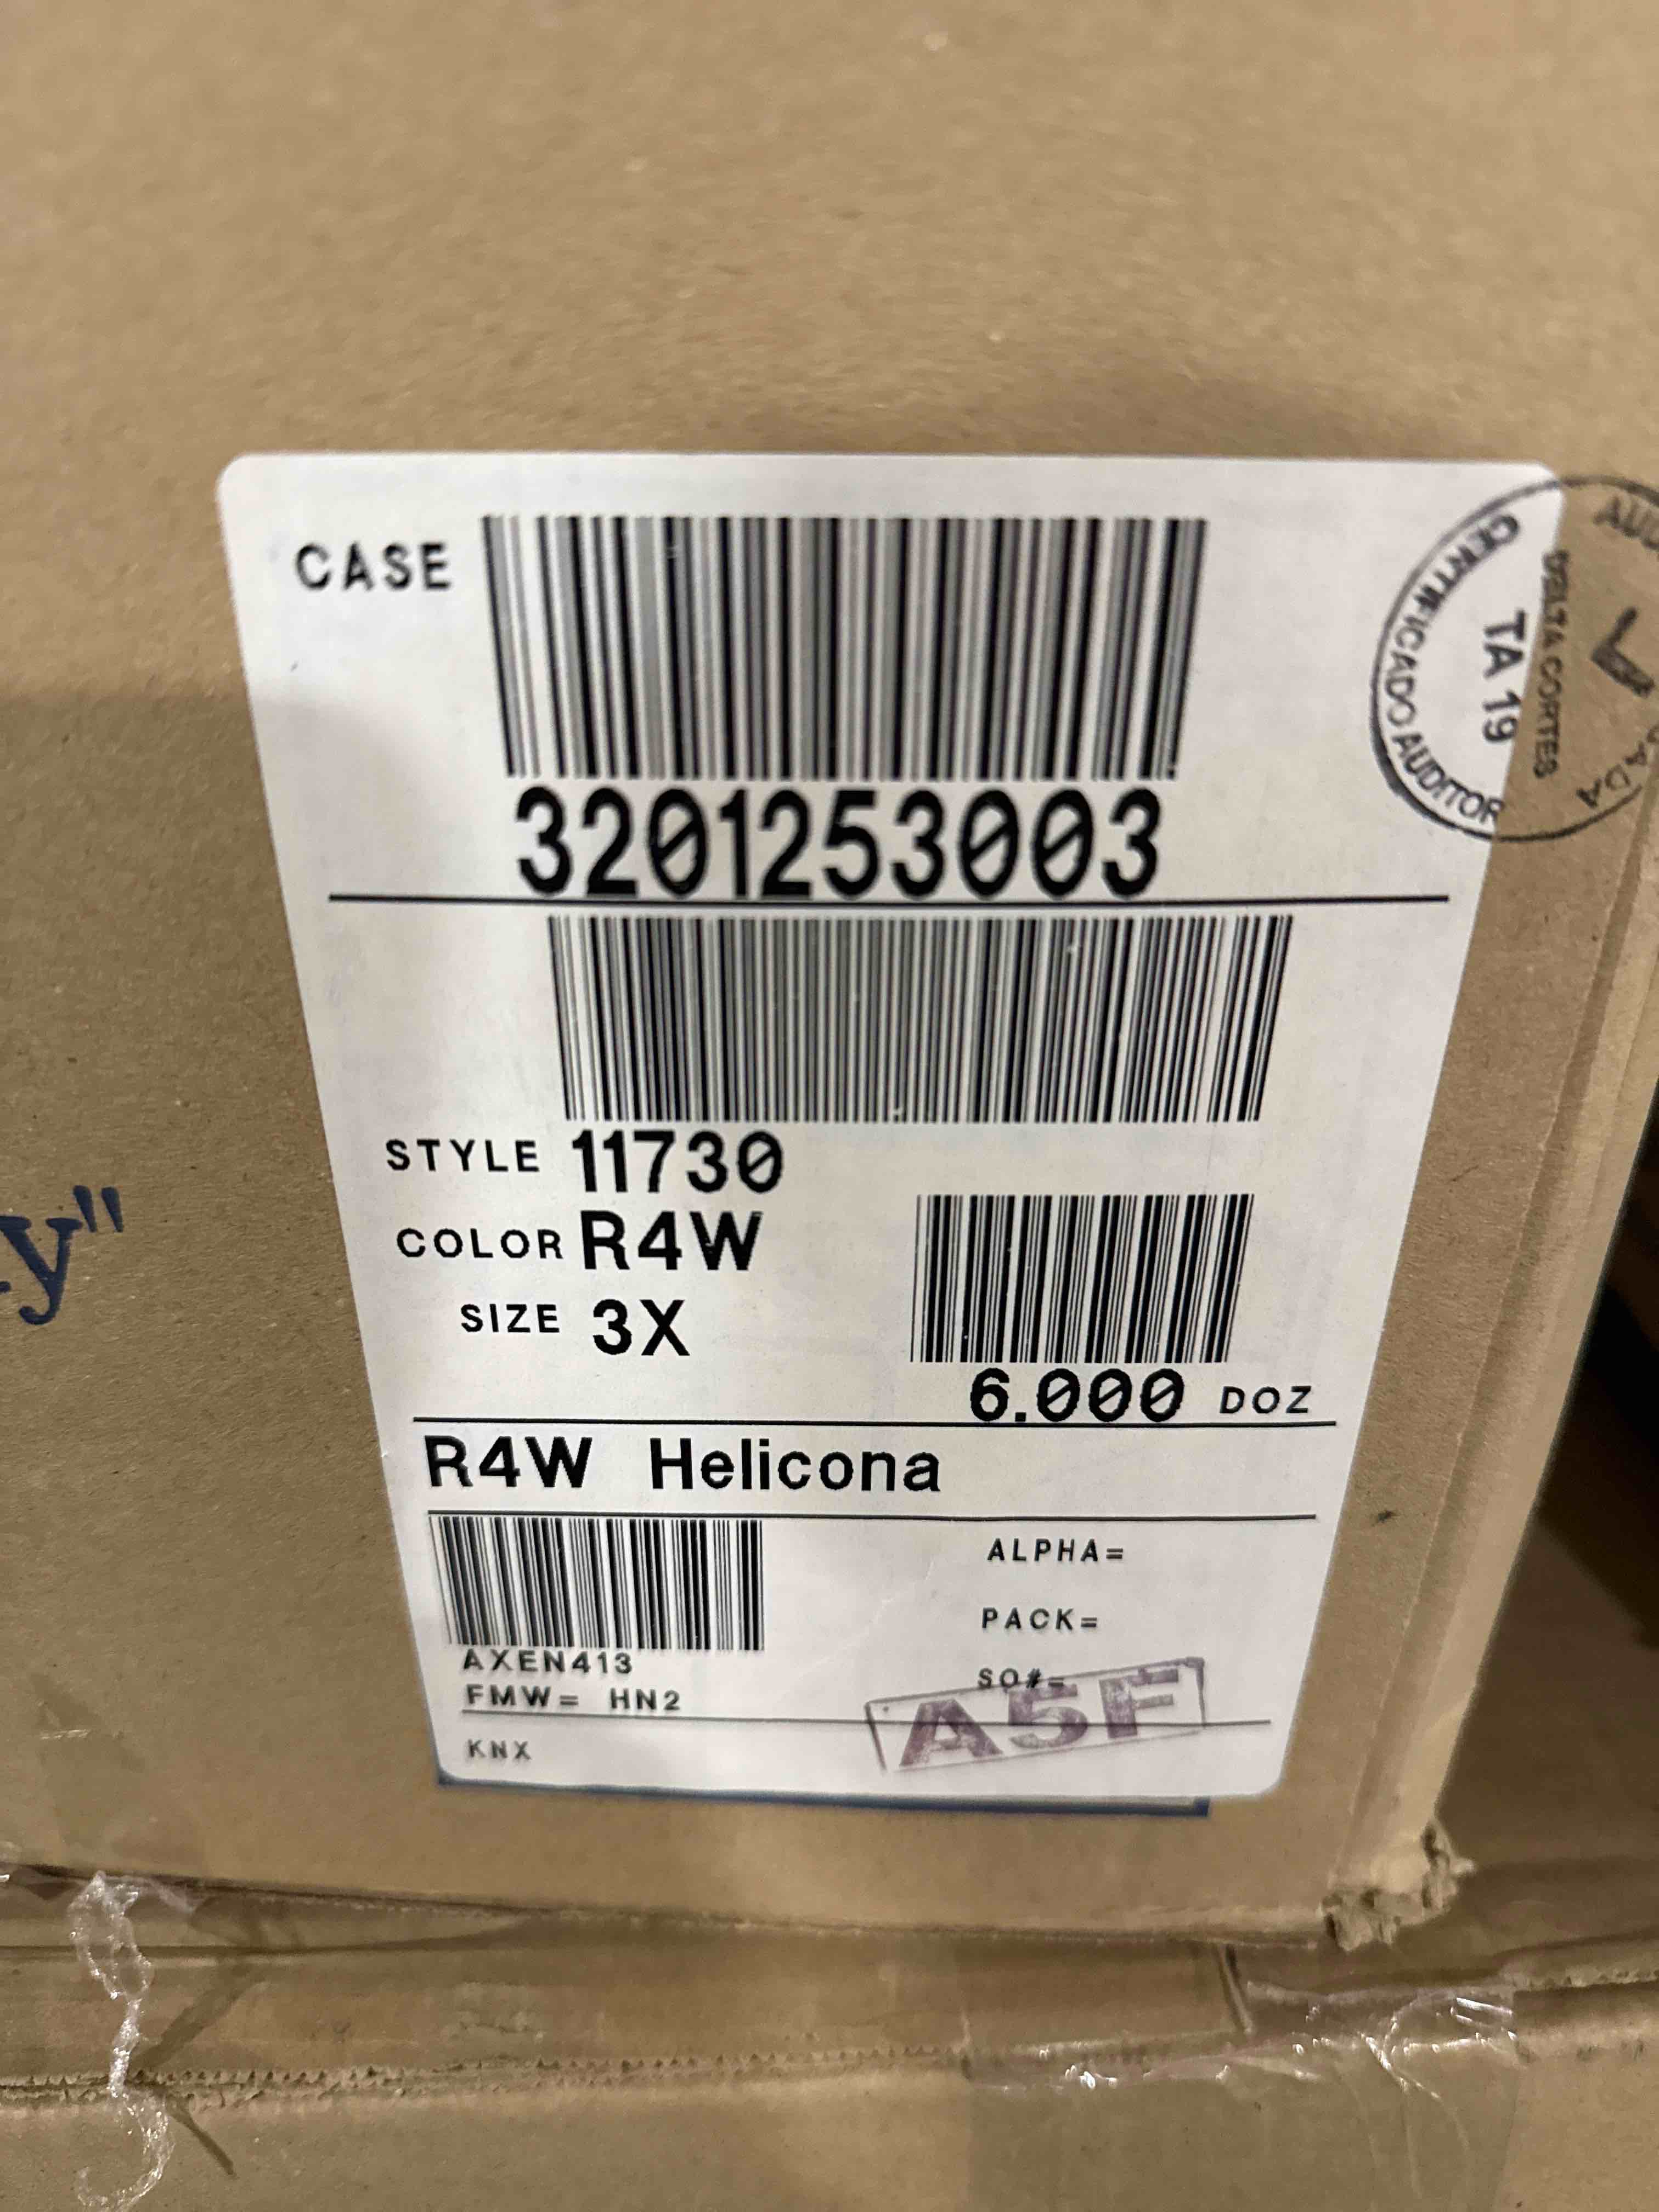 CASE
3201253003
STYLE 11730
COLOR R4W
SIZE 3X
6.000 DOZ
R4W Helicona
ALPHA=
PACK=
AXEN413
SO#=
FMW= HN2
A5F
KNX
CERTIFICADO AUDITOR
TA 19
DELTA CORTES
y"